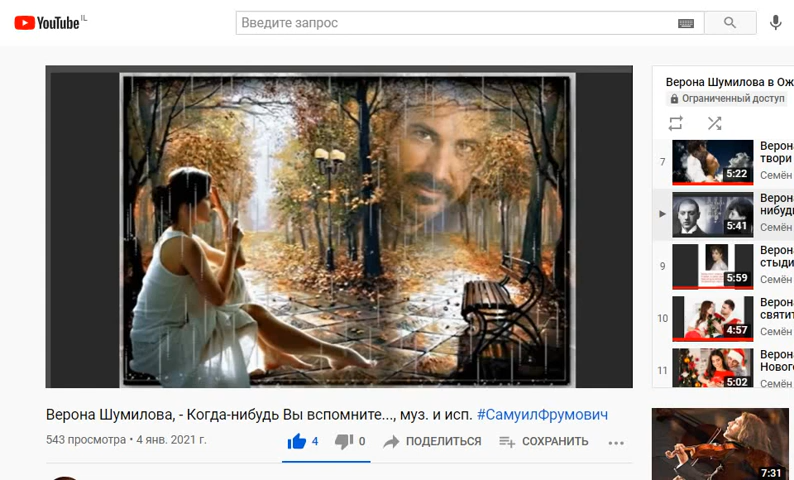 YouTube IL
Введите запрос
Верона Шумилова в Ож
Ограниченный доступ
7
5:22
Верон
твори
Семён
5:41
Верон
нибуд
Семён
9
5:59
Верон
стыди
Семён
10
4:57
Верон
святит
Семён
11
5:02
Верон
Нового
Верона Шумилова, - Когда-нибудь Вы вспомните..., муз. и исп. #СамуилФрумович
543 просмотра • 4 янв. 2021 г.
4
0
ПОДЕЛИТЬСЯ
СОХРАНИТЬ
7:31